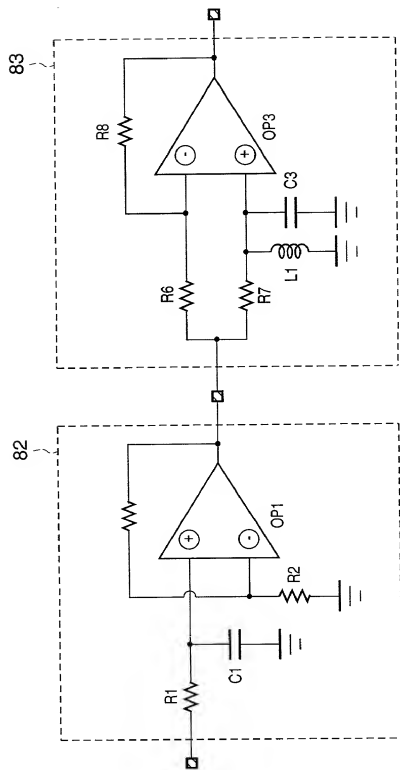 82
83
R1
C1
+
-
OP1
R2
R6
R7
R8
-
+
OP3
L1
C3